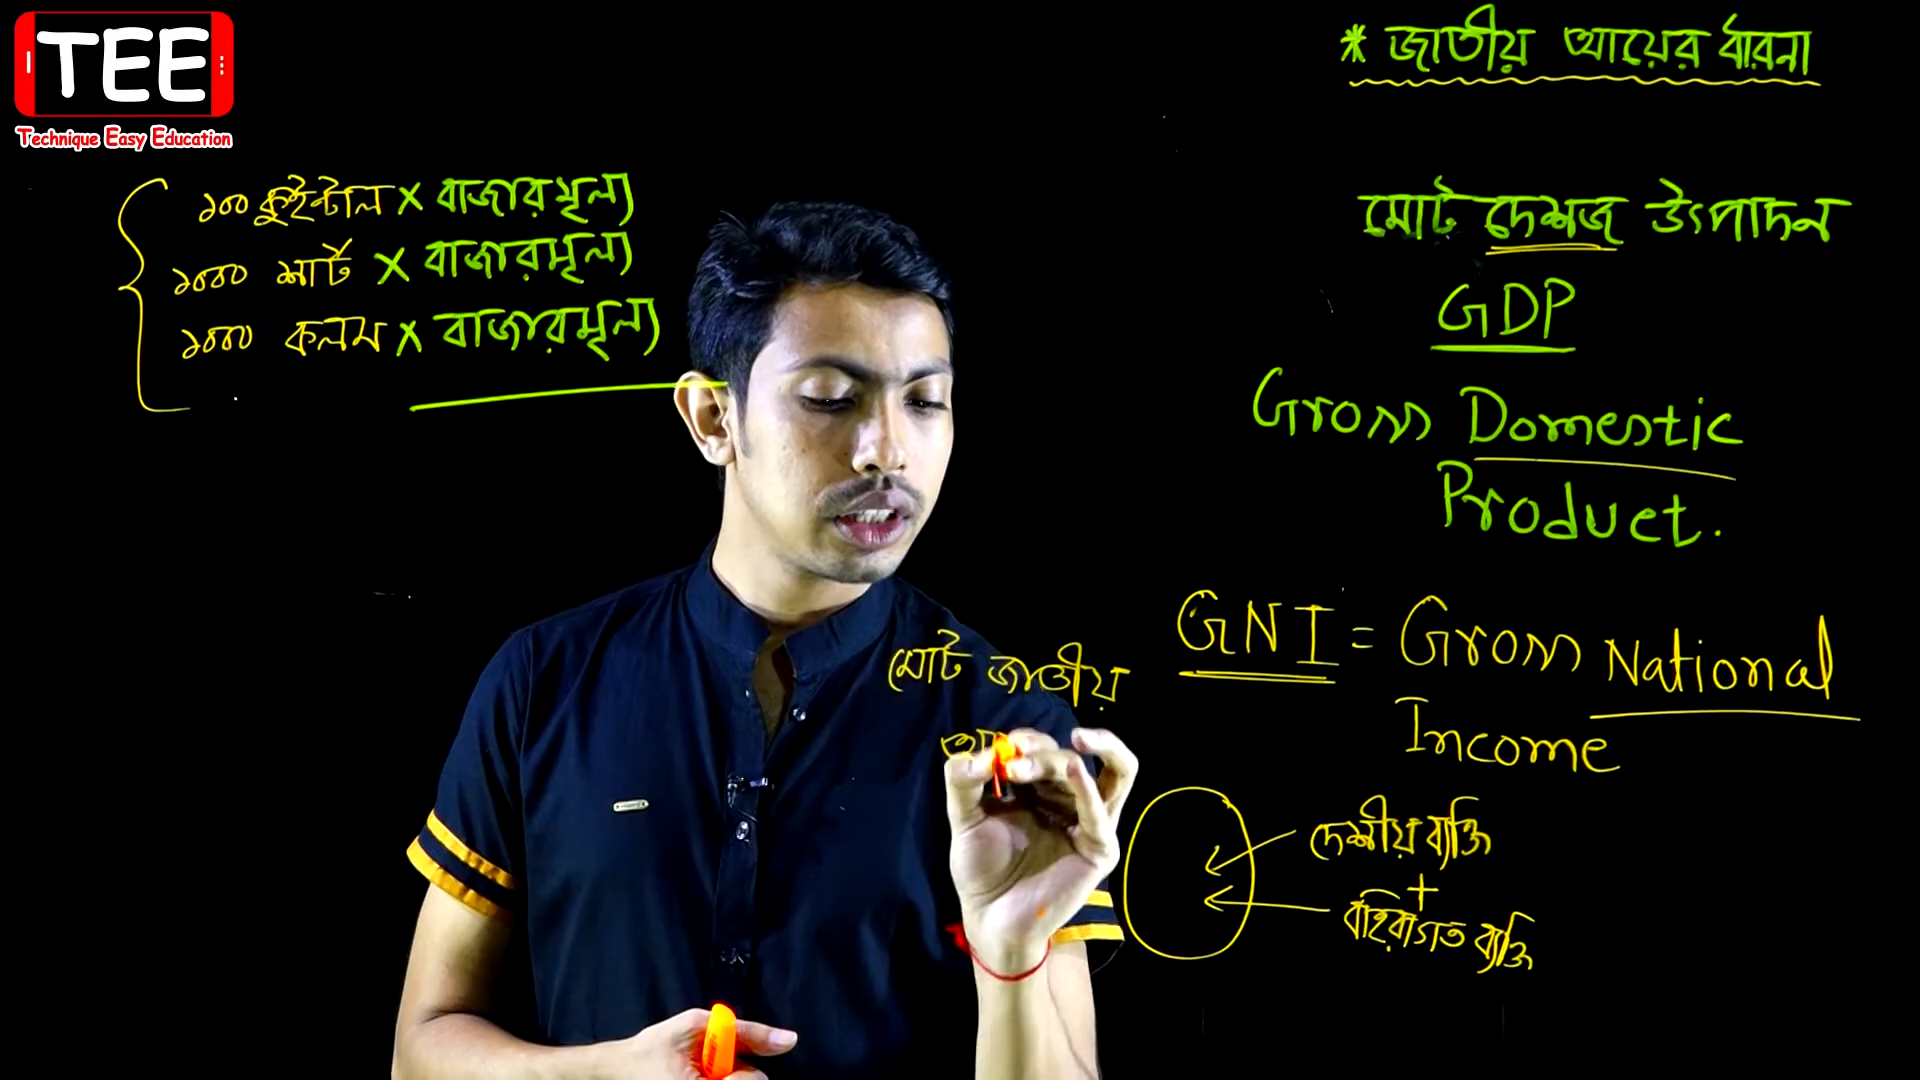 TEE
Technique Easy Education
* জাতীয় আয়ের ধারনা
১০০ কুইন্টাল X বাজারমূল্য
১০০০ শার্ট X বাজারমূল্য
১০০০ কলম X বাজারমূল্য
মোট দেশজ উৎপাদন
GDP
Gross Domestic
Product.
GNI = Gross National
Income
মোট জাতীয়
দেশীয় ব্যক্তি
+
বহিরাগত ব্যক্তি